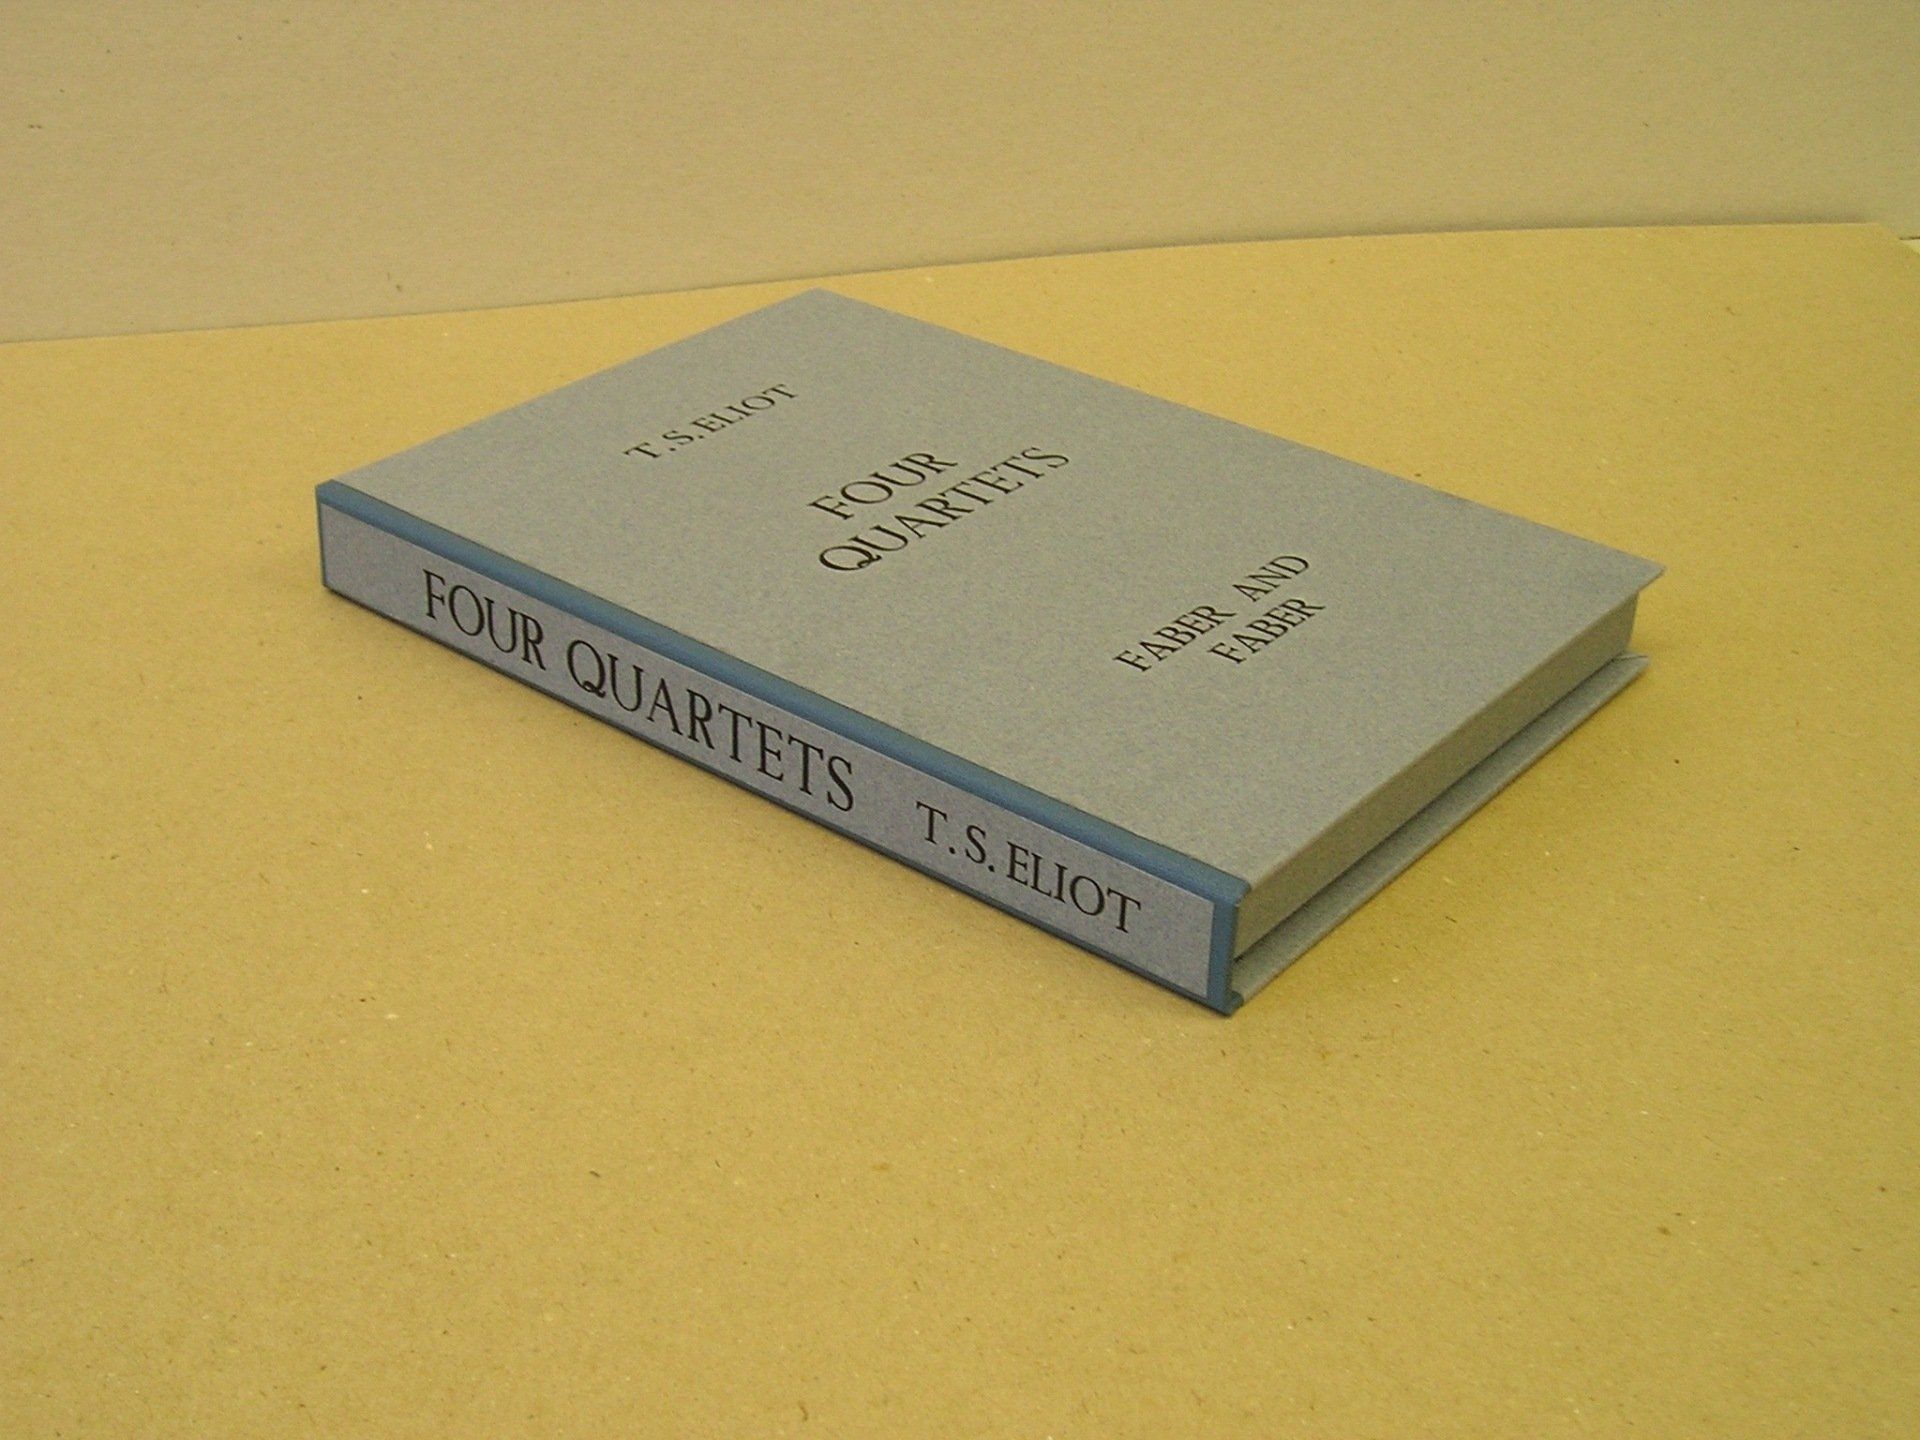 T. S. ELIOT
FOUR
QUARTETS
FABER AND
FABER
FOUR QUARTETS T. S. ELIOT